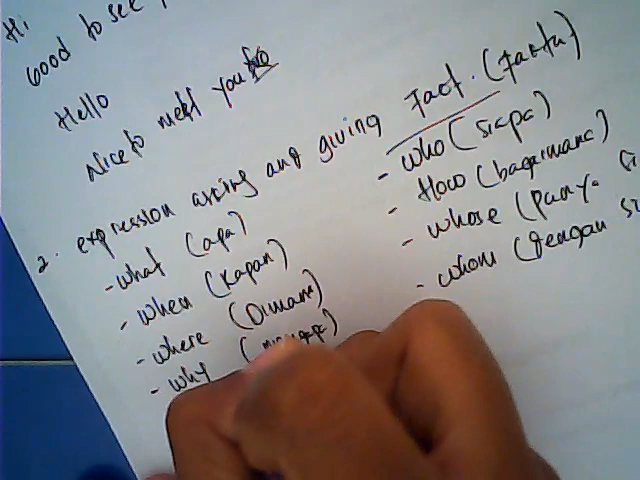 Hi
Good to see
Hello
Nice to meet you
2. expression asking and giving Fact. (Fakta)
- what (apa)
- when (Kapan)
- where (Dimana)
- why
- who (siapa)
- How (bagaimana)
- whose (punya
- whom (dengan